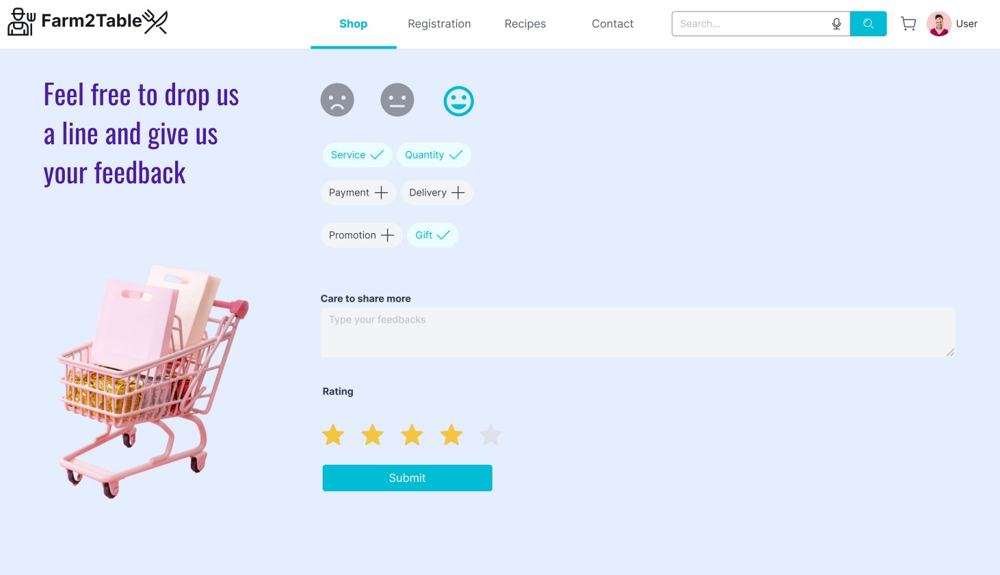 Farm2Table
Shop
Registration
Recipes
Contact
Search...
User
Feel free to drop us
a line and give us
your feedback
Service
Quantity
Payment
Delivery
Promotion
Gift
Care to share more
Type your feedbacks
Rating
Submit